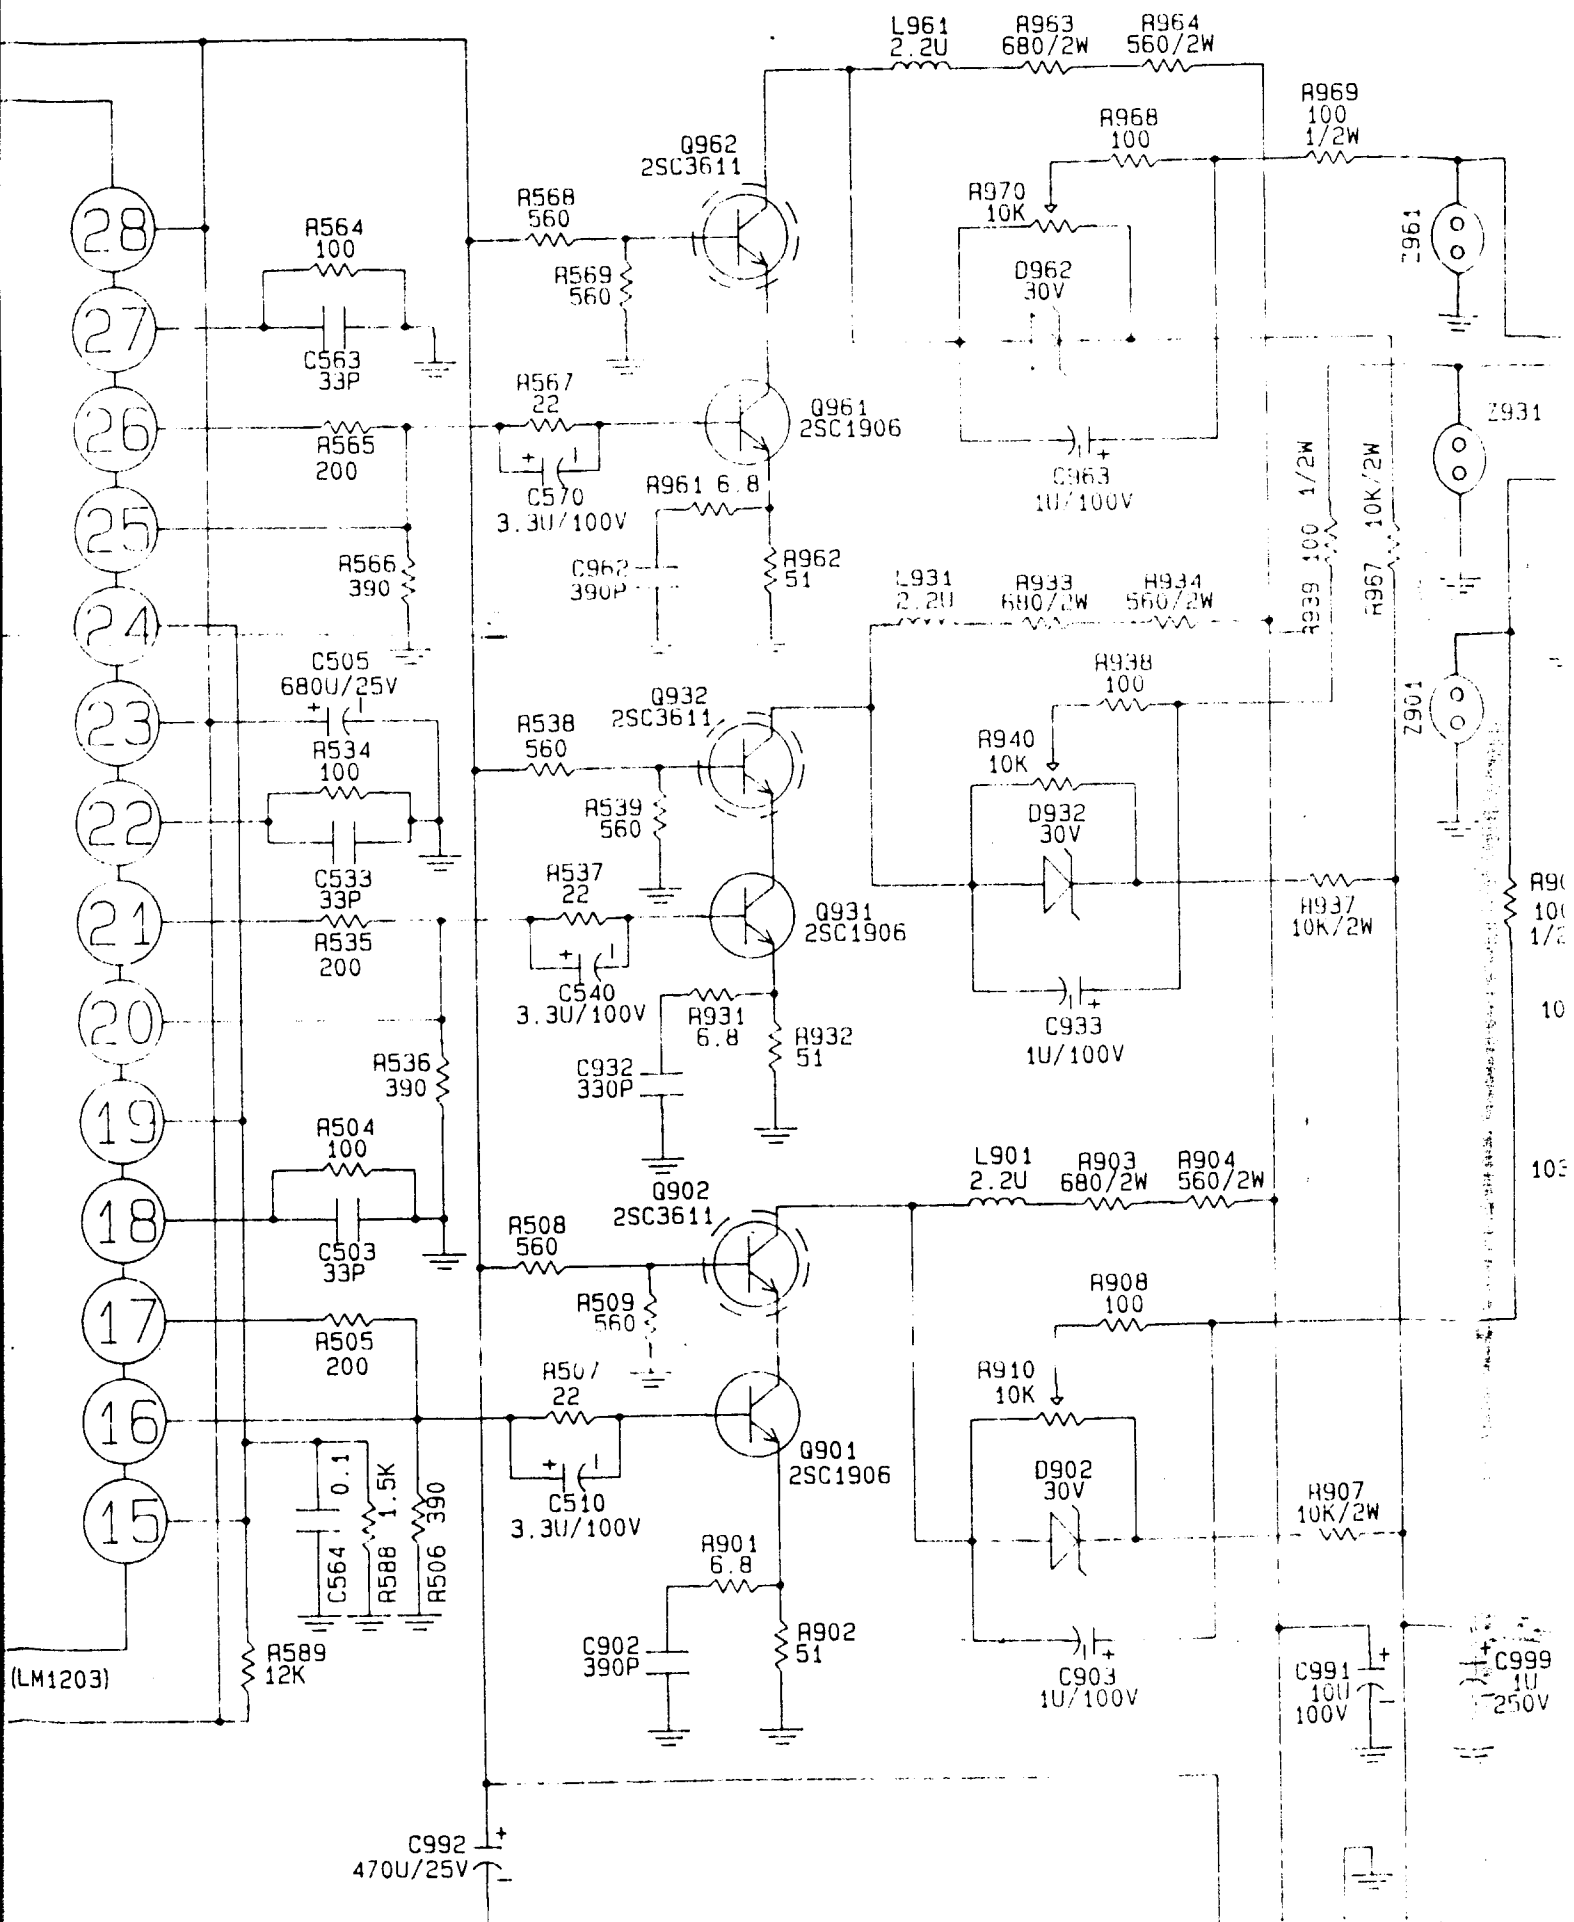 L961
2.2U
R963
680/2W
R964
560/2W
R969
100
1/2W
R968
100
Q962
2SC3611
R568
560
R970
10K
28
R564
100
Z961
R569
560
D962
30V
27
C563
33P
R567
22
Q961
2SC1906
Z931
26
R565
200
+
C570
3.3U/100V
R961 6.8
+
C963
1U/100V
R939 100 1/2W
R967 10K/2W
25
R566
390
C962
390P
R962
51
L931
2.2U
R933
680/2W
R934
560/2W
24
C505
680U/25V
+
R938
100
Z901
23
Q932
2SC3611
R538
560
R940
10K
R534
100
22
R539
560
D932
30V
C533
33P
R537
22
21
Q931
2SC1906
R937
10K/2W
R535
200
+
C540
3.3U/100V
R931
6.8
+
C933
1U/100V
20
R932
51
R536
390
C932
330P
19
R504
100
L901
2.2U
R903
680/2W
R904
560/2W
103
18
Q902
2SC3611
R508
560
C503
33P
R908
100
17
R509
560
R505
200
R507
22
R910
10K
16
Q901
2SC1906
+
C510
3.3U/100V
D902
30V
R907
10K/2W
15
C564 0.1
R588 1.5K
R506 390
R901
6.8
C902
390P
R902
51
+
C903
1U/100V
(LM1203)
R589
12K
C991
10U
100V
+
-
C999
1U
250V
+
C992
470U/25V
+
-